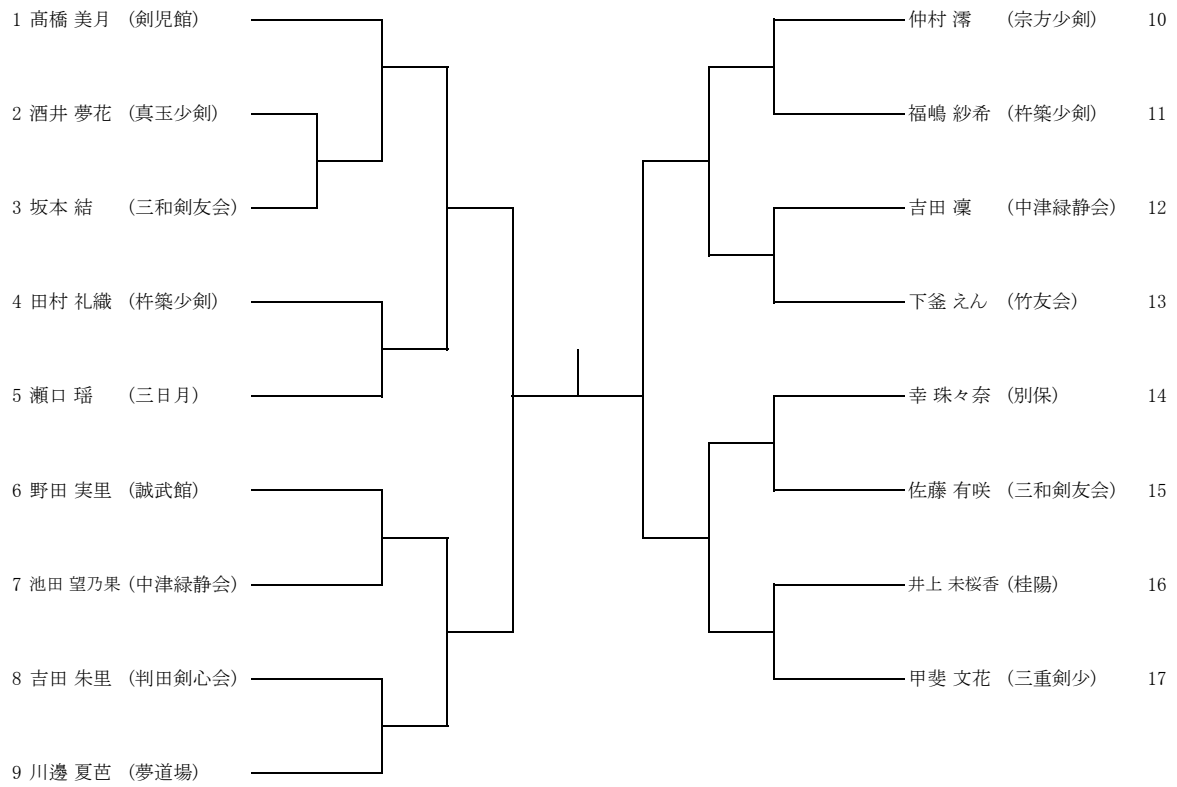 1 髙橋 美月 (剣児館)
2 酒井 夢花 (真玉少剣)
3 坂本 結 (三和剣友会)
4 田村 礼織 (杵築少剣)
5 瀬口 瑶 (三日月)
6 野田 実里 (誠武館)
7 池田 望乃果 (中津緑静会)
8 吉田 朱里 (判田剣心会)
9 川邊 夏芭 (夢道場)
仲村 澪 (宗方少剣) 10
福嶋 紗希 (杵築少剣) 11
吉田 凜 (中津緑静会) 12
下釜 えん (竹友会) 13
幸 珠々奈 (別保) 14
佐藤 有咲 (三和剣友会) 15
井上 未桜香 (桂陽) 16
甲斐 文花 (三重剣少) 17